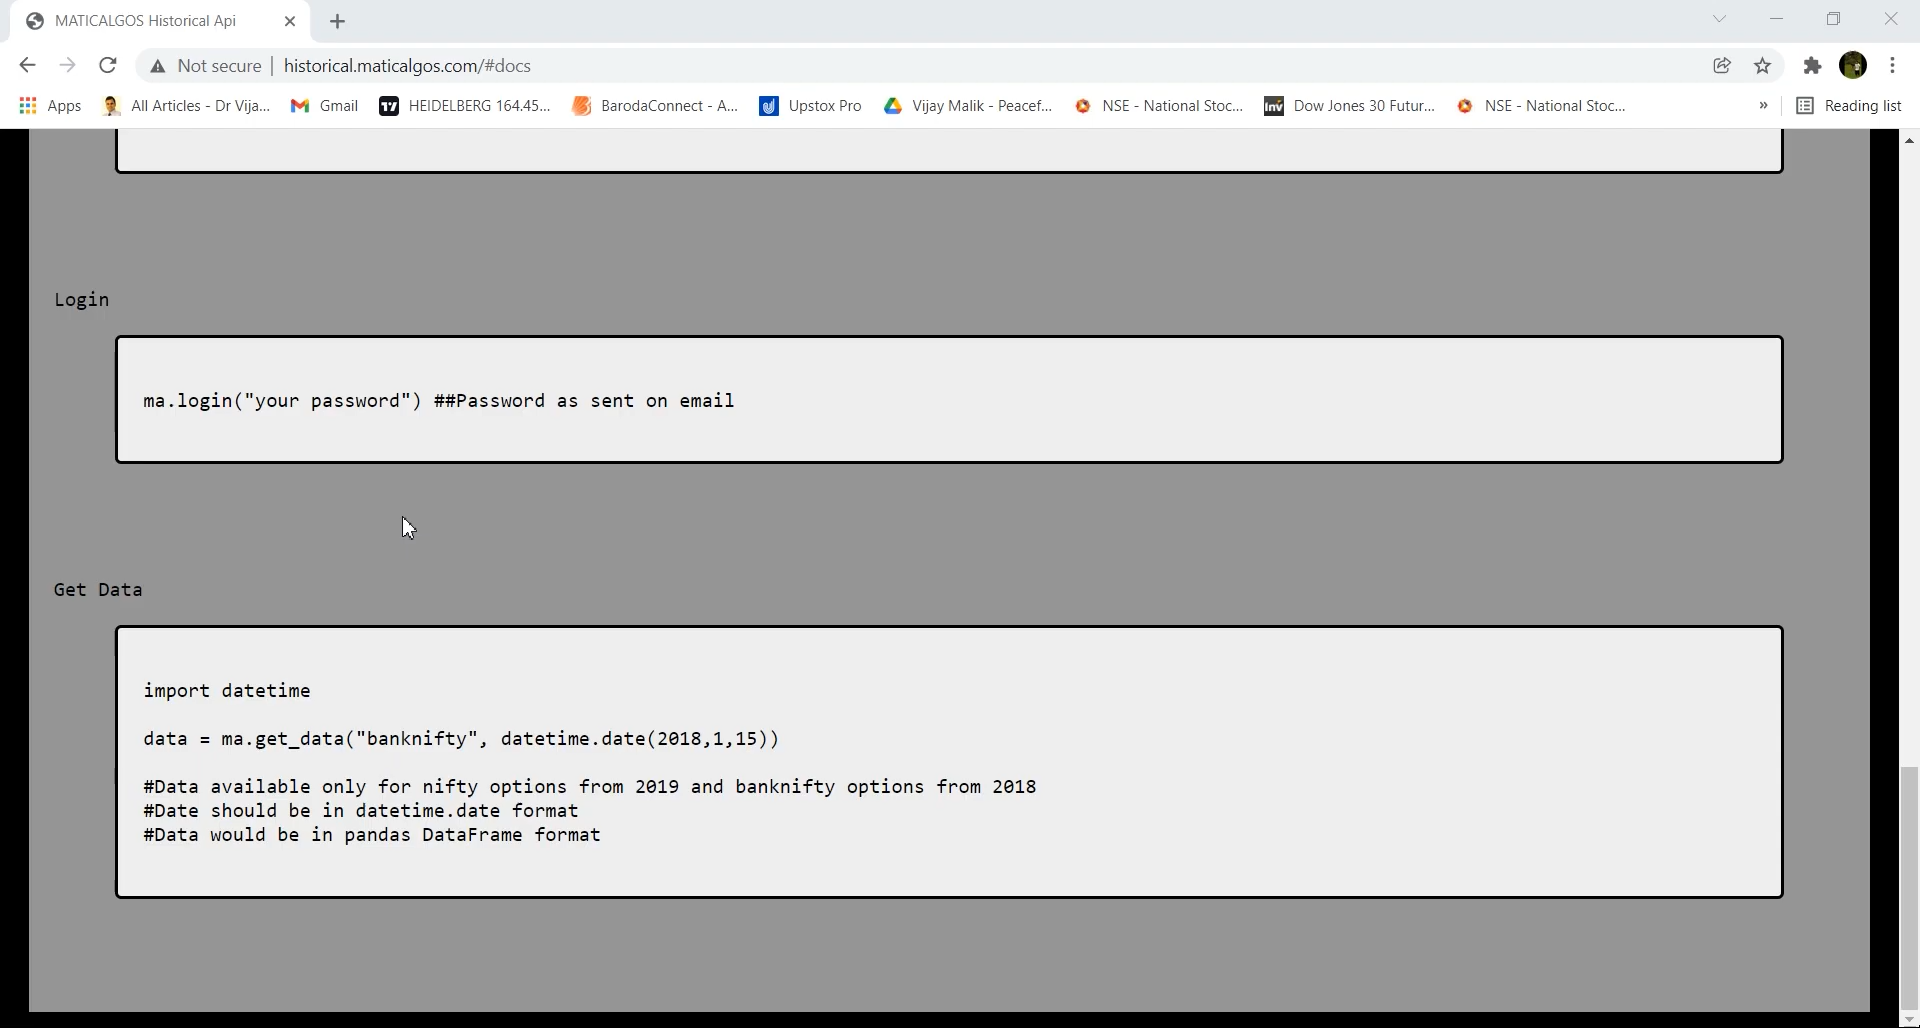 MATICALGOS Historical Api
Not secure | historical.maticalgos.com/#docs
Apps All Articles - Dr Vija... Gmail HEIDELBERG 164.45... BarodaConnect - A... Upstox Pro Vijay Malik - Peacef... NSE - National Stoc... Dow Jones 30 Futur... NSE - National Stoc... » Reading list
Login
ma.login("your password") ##Password as sent on email
Get Data
import datetime
data = ma.get_data("banknifty", datetime.date(2018,1,15))
#Data available only for nifty options from 2019 and banknifty options from 2018
#Date should be in datetime.date format
#Data would be in pandas DataFrame format